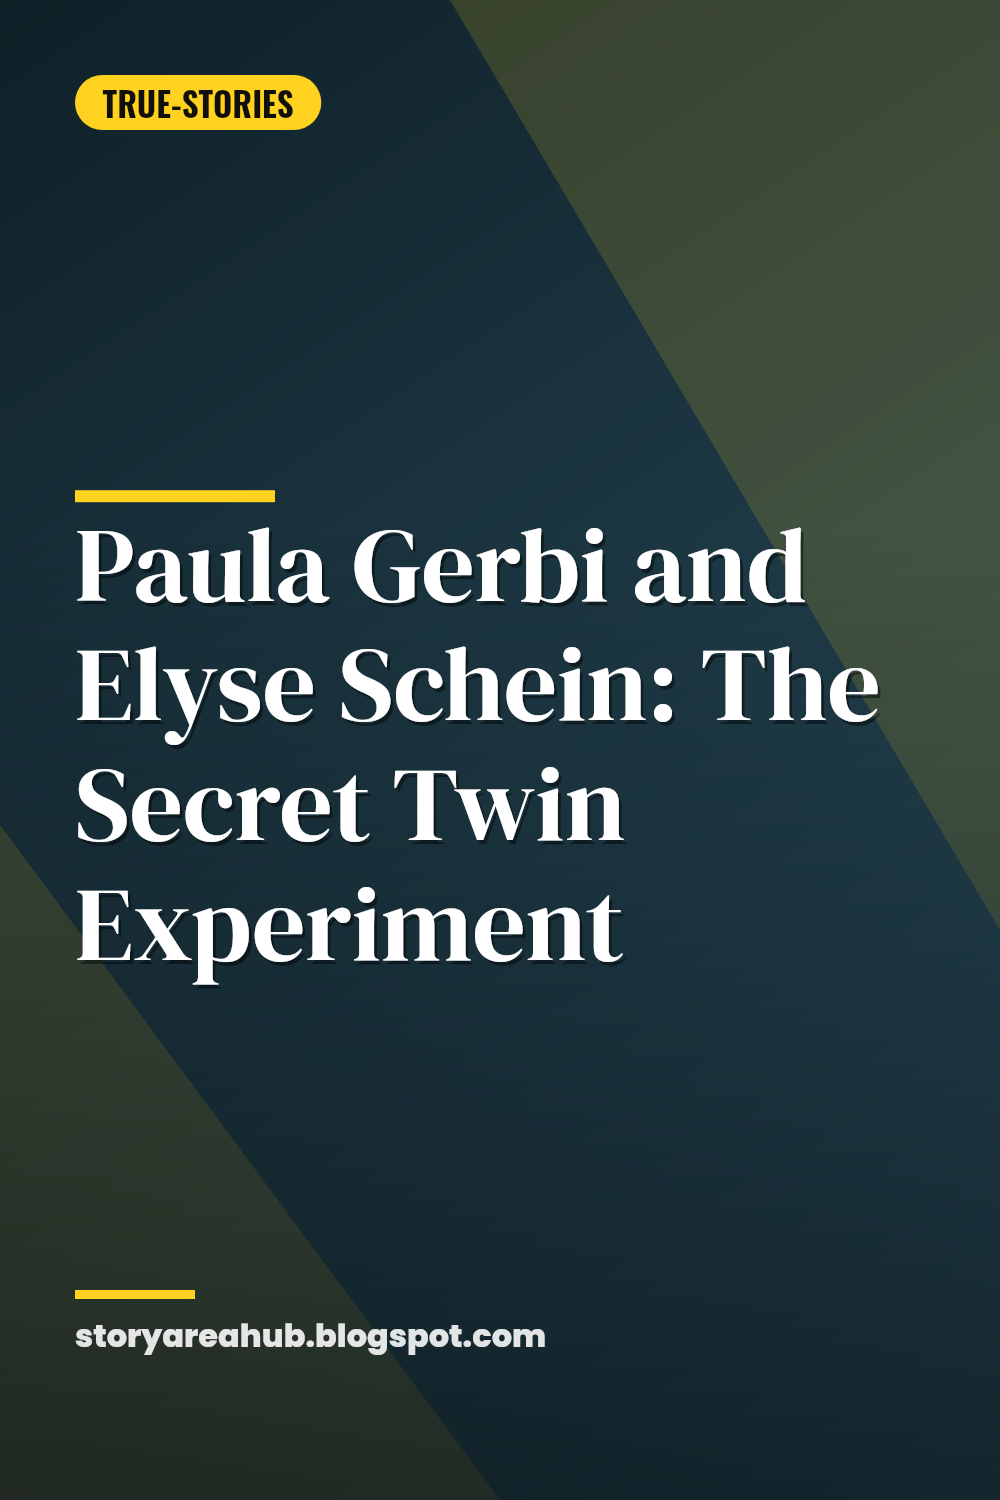 TRUE-STORIES
Paula Gerbi and
Elyse Schein: The
Secret Twin
Experiment
storyareahub.blogspot.com